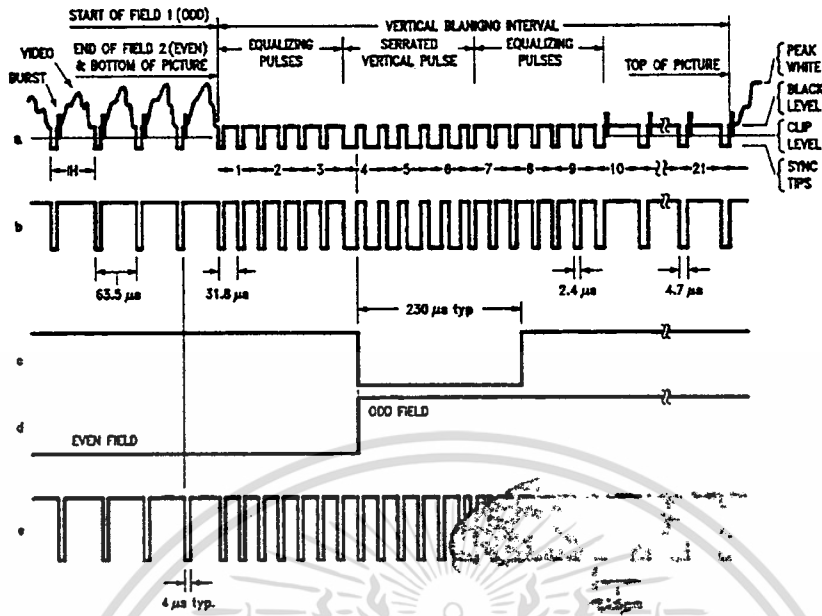 START OF FIELD 1 (ODD)
VERTICAL BLANKING INTERVAL
END OF FIELD 2 (EVEN)
& BOTTOM OF PICTURE
EQUALIZING
PULSES
SERRATED
VERTICAL PULSE
EQUALIZING
PULSES
TOP OF PICTURE
VIDEO
BURST
PEAK
WHITE
BLACK
LEVEL
CLIP
LEVEL
SYNC
TIPS
a
1H
1 2 3 4 5 6 7 8 9 10 21
b
63.5 µs
31.8 µs
2.4 µs
4.7 µs
230 µs typ
c
d
ODD FIELD
EVEN FIELD
e
4 µs typ.